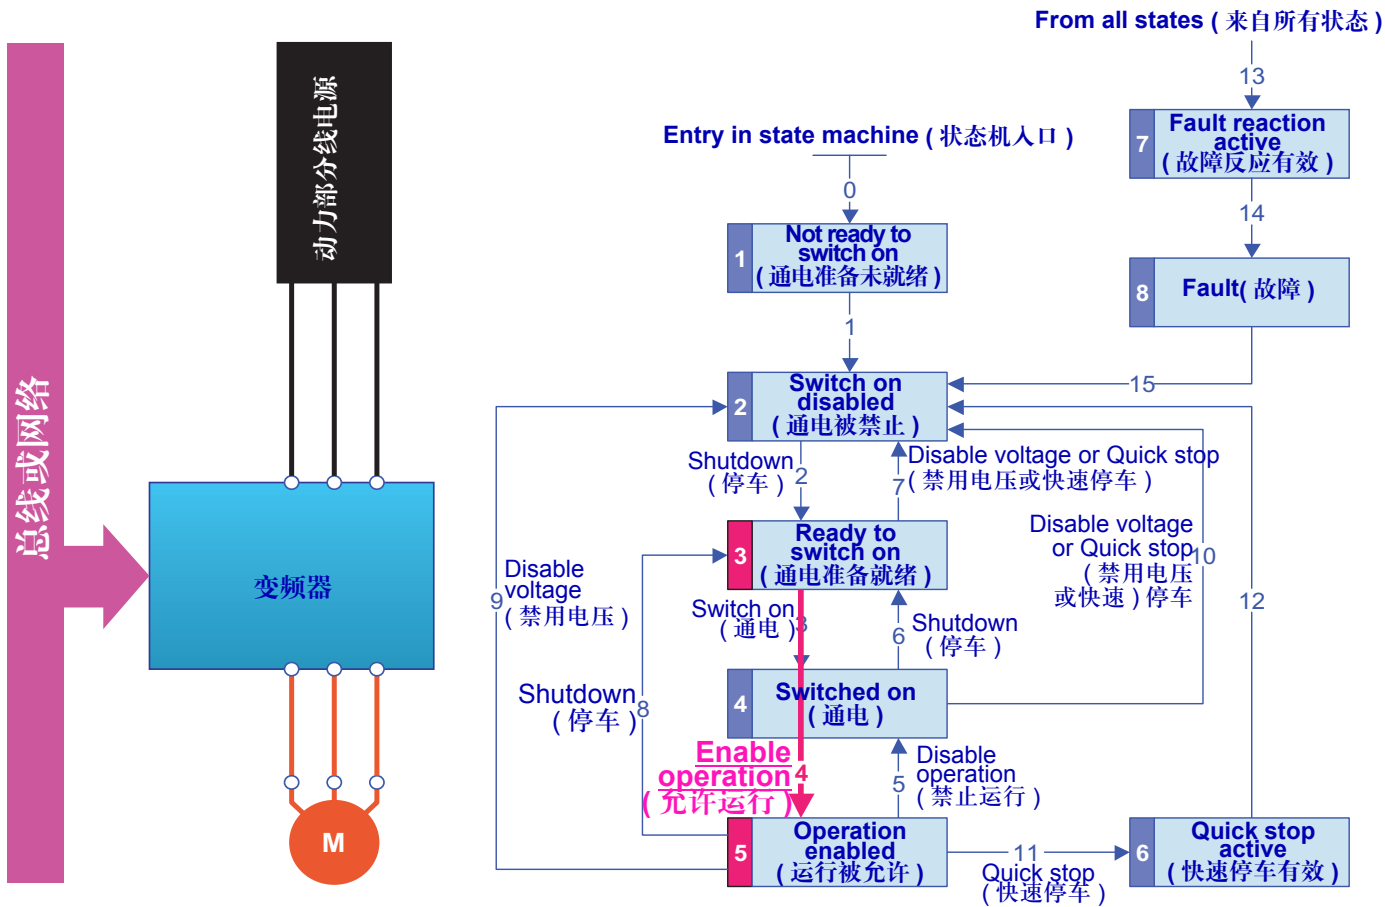 总线或网络
动力部分线电源
变频器
M
From all states ( 来自所有状态 )
13
7
Fault reaction
active
( 故障反应有效 )
14
8
Fault( 故障 )
15
Entry in state machine ( 状态机入口 )
0
1
Not ready to
switch on
( 通电准备未就绪 )
1
2
Switch on
disabled
( 通电被禁止 )
Shutdown
( 停车 )
2
7
Disable voltage or Quick stop
( 禁用电压或快速停车 )
3
Ready to
switch on
( 通电准备就绪 )
Disable voltage
or Quick stop
( 禁用电压
或快速 ) 停车
10
12
9
Disable
voltage
( 禁用电压 )
Switch on
( 通电 )
3
6
Shutdown
( 停车 )
4
Switched on
( 通电 )
Shutdown
( 停车 )
8
Enable
operation
( 允许运行 )
4
5
Disable
operation
( 禁止运行 )
5
Operation
enabled
( 运行被允许 )
11
Quick stop
( 快速停车 )
6
Quick stop
active
( 快速停车有效 )